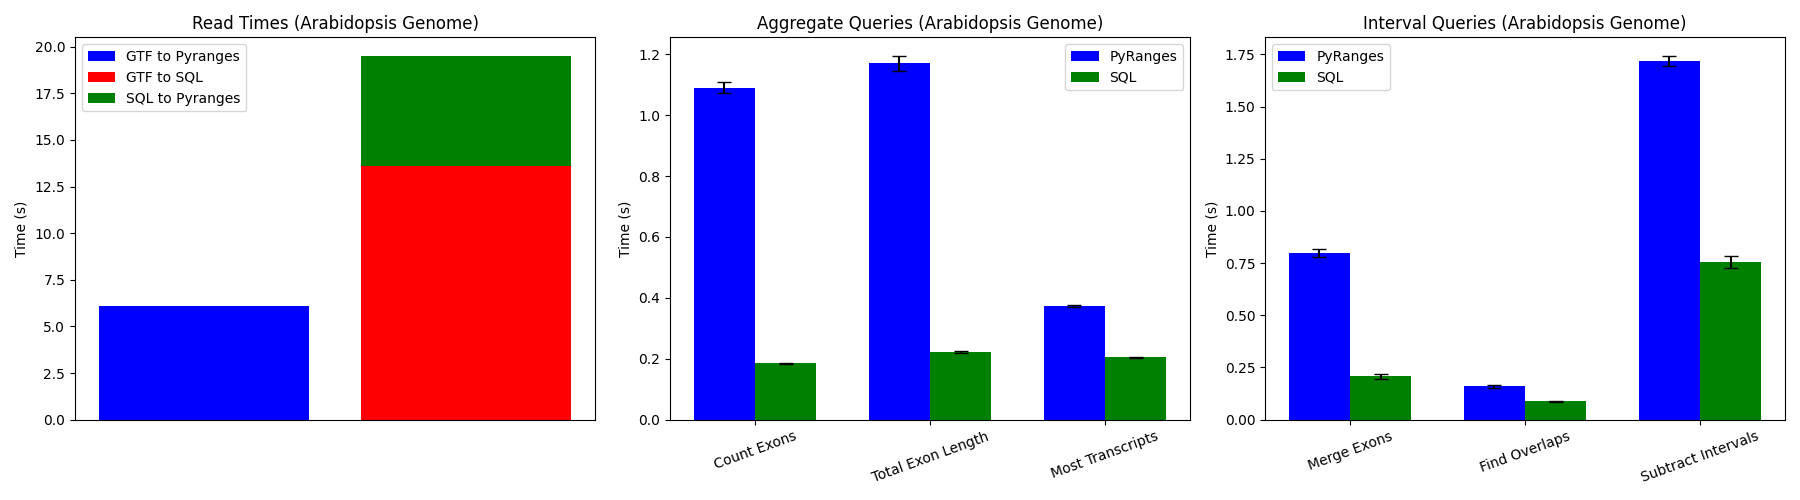 Read Times (Arabidopsis Genome)
Time (s)
20.0
17.5
15.0
12.5
10.0
7.5
5.0
2.5
0.0
GTF to Pyranges
GTF to SQL
SQL to Pyranges
Aggregate Queries (Arabidopsis Genome)
Time (s)
1.2
1.0
0.8
0.6
0.4
0.2
0.0
PyRanges
SQL
Count Exons
Total Exon Length
Most Transcripts
Interval Queries (Arabidopsis Genome)
Time (s)
1.75
1.50
1.25
1.00
0.75
0.50
0.25
0.00
PyRanges
SQL
Merge Exons
Find Overlaps
Subtract Intervals